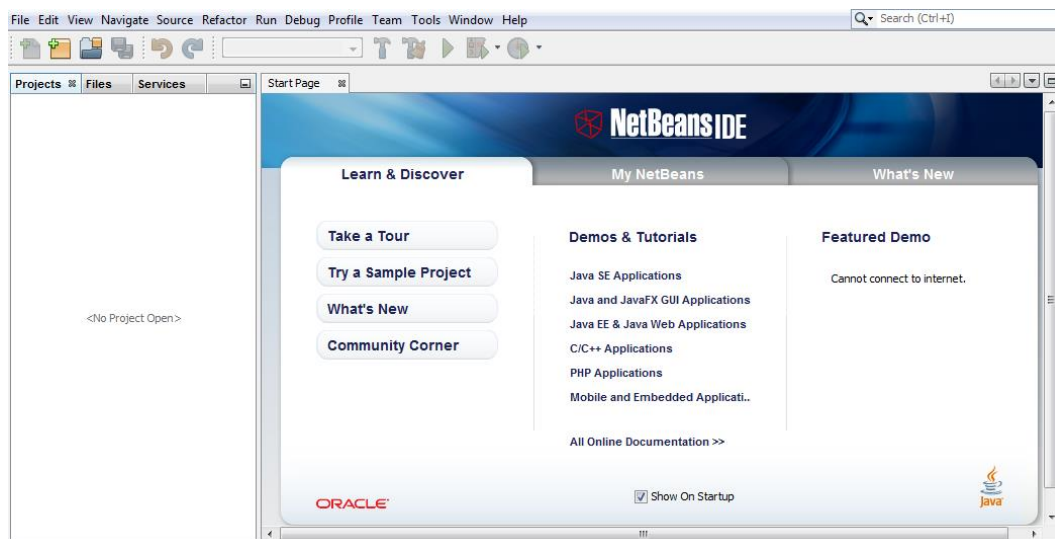 File Edit View Navigate Source Refactor Run Debug Profile Team Tools Window Help
Search (Ctrl+I)
Projects Files Services
Start Page
NetBeans IDE
Learn & Discover
My NetBeans
What's New
Take a Tour
Try a Sample Project
What's New
Community Corner
Demos & Tutorials
Java SE Applications
Java and JavaFX GUI Applications
Java EE & Java Web Applications
C/C++ Applications
PHP Applications
Mobile and Embedded Applicati..
All Online Documentation >>
Featured Demo
Cannot connect to internet.
<No Project Open>
ORACLE
Show On Startup
Java